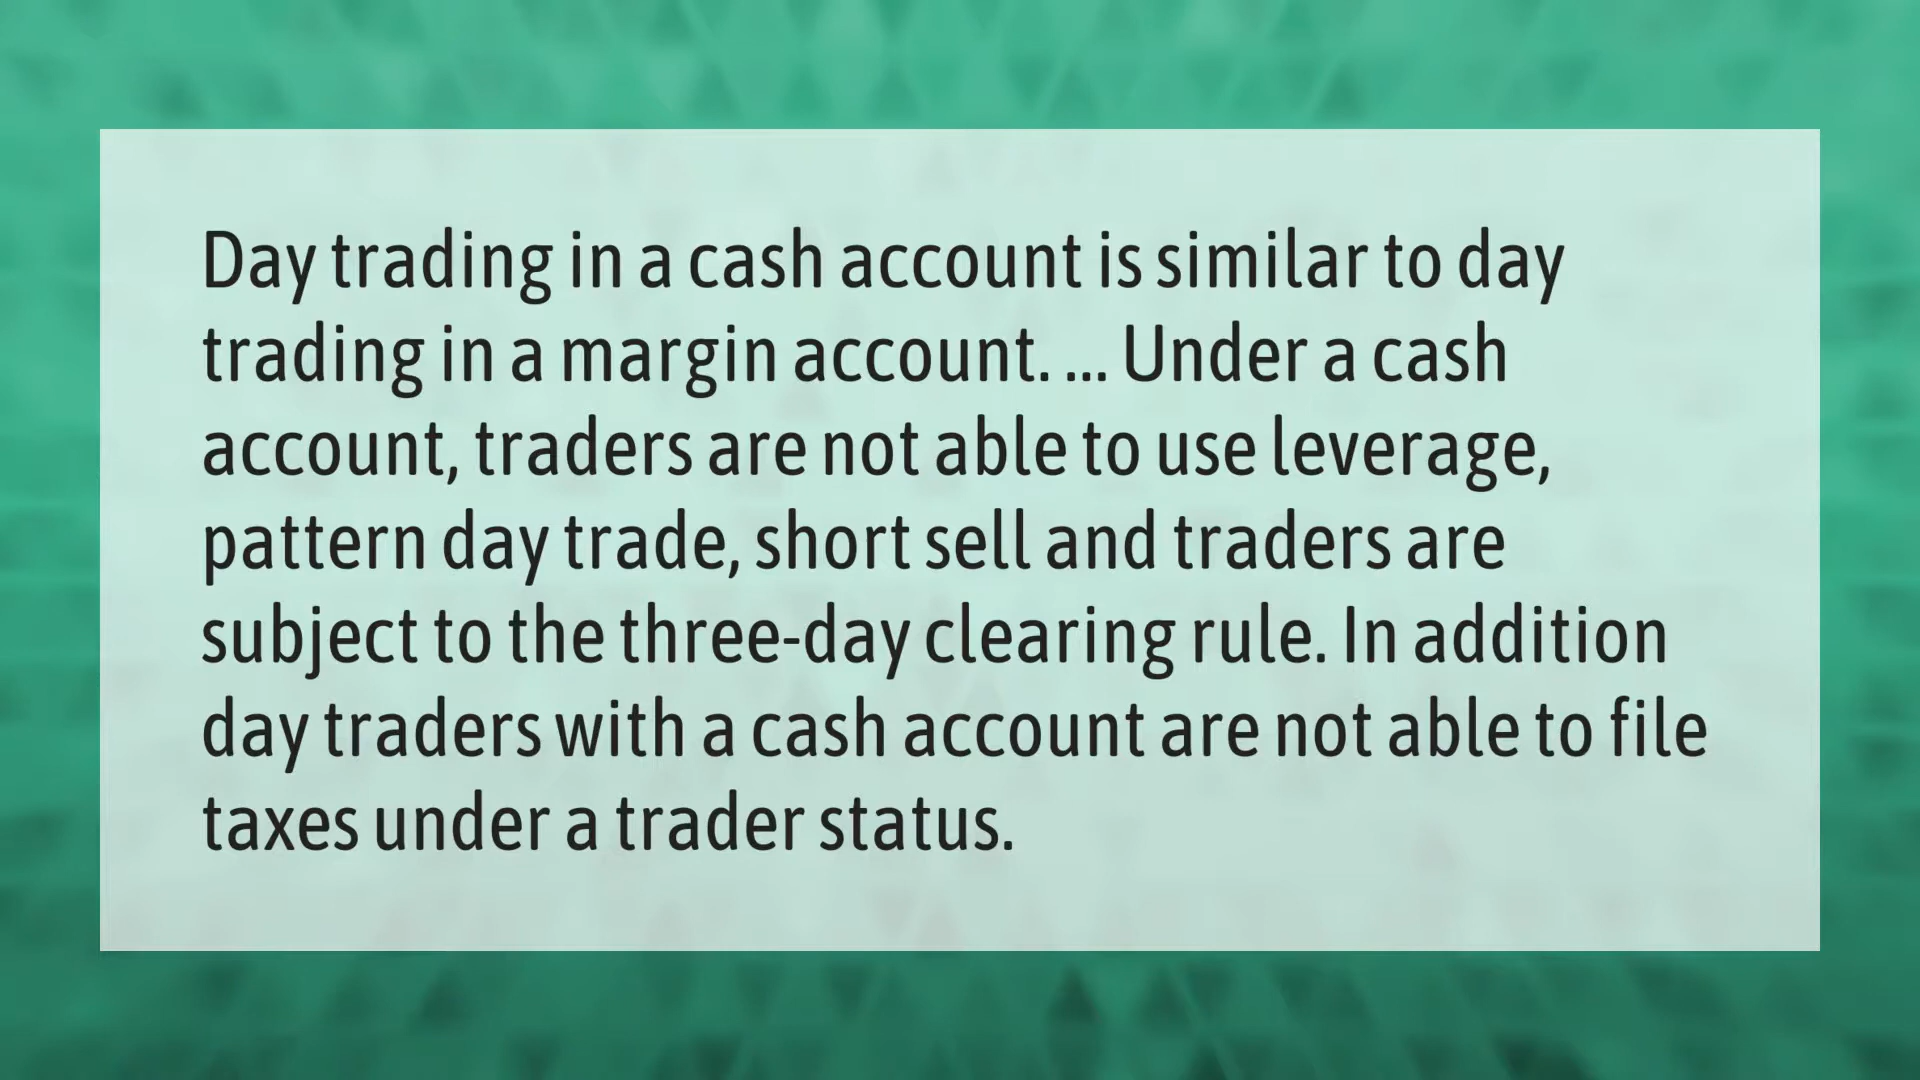 Day trading in a cash account is similar to day
trading in a margin account. ... Under a cash
account, traders are not able to use leverage,
pattern day trade, short sell and traders are
subject to the three-day clearing rule. In addition
day traders with a cash account are not able to file
taxes under a trader status.